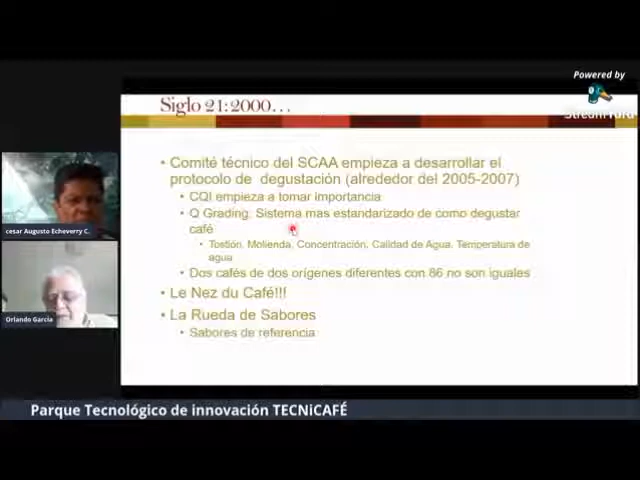 Powered by
StreamYard
Siglo 21:2000…
• Comité técnico del SCAA empieza a desarrollar el
protocolo de degustación (alrededor del 2005-2007)
• CQI empieza a tomar importancia
• Q Grading. Sistema mas estandarizado de como degustar
café
• Tostión, Molienda, Concentración, Calidad de Agua, Temperatura de
agua
• Dos cafés de dos orígenes diferentes con 86 no son iguales
• Le Nez du Café!!!
• La Rueda de Sabores
• Sabores de referencia
cesar Augusto Echeverry C.
Orlando García
Parque Tecnológico de innovación TECNiCAFÉ